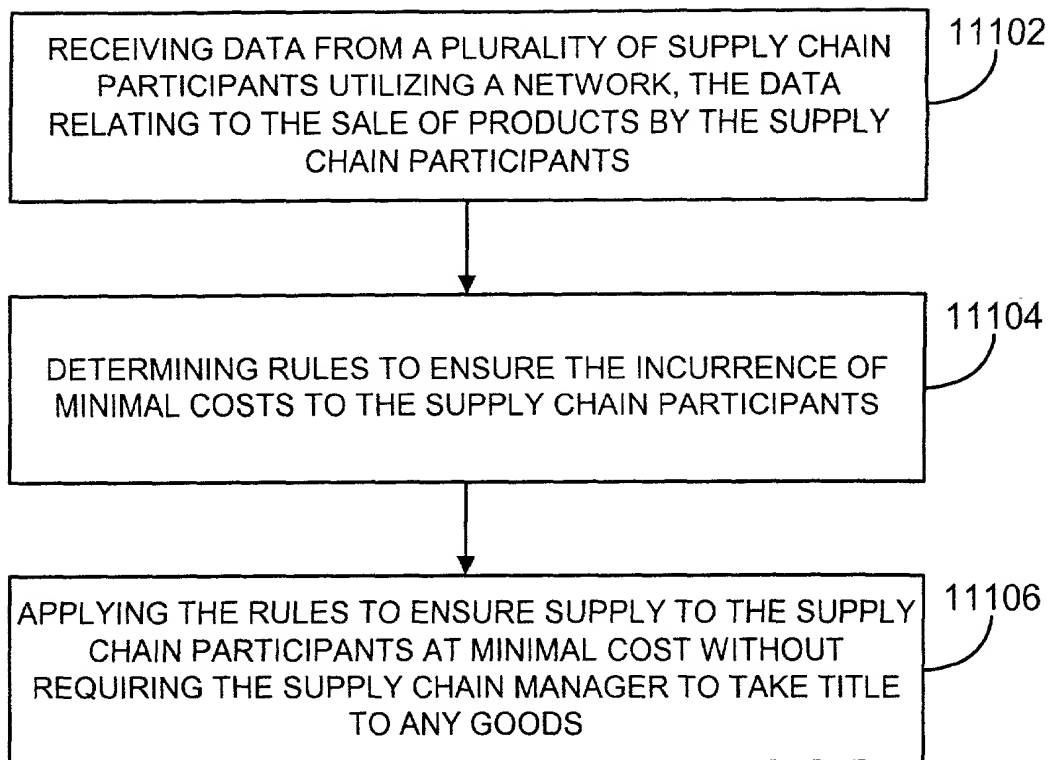 RECEIVING DATA FROM A PLURALITY OF SUPPLY CHAIN
PARTICIPANTS UTILIZING A NETWORK, THE DATA
RELATING TO THE SALE OF PRODUCTS BY THE SUPPLY
CHAIN PARTICIPANTS
11102
DETERMINING RULES TO ENSURE THE INCURRENCE OF
MINIMAL COSTS TO THE SUPPLY CHAIN PARTICIPANTS
11104
APPLYING THE RULES TO ENSURE SUPPLY TO THE SUPPLY
CHAIN PARTICIPANTS AT MINIMAL COST WITHOUT
REQUIRING THE SUPPLY CHAIN MANAGER TO TAKE TITLE
TO ANY GOODS
11106